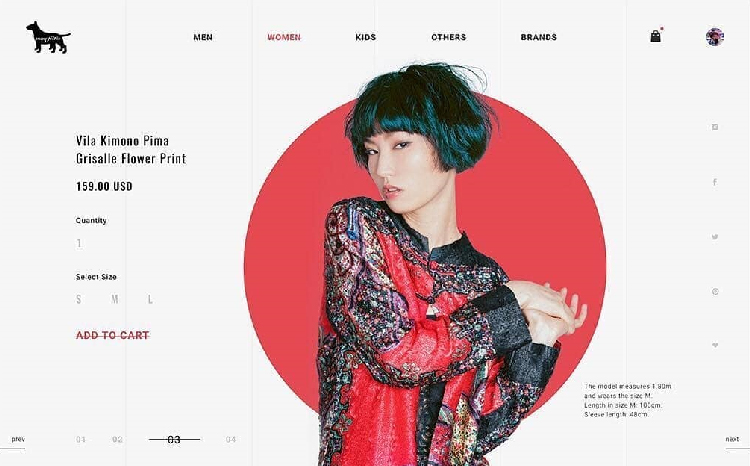 MEN
WOMEN
KIDS
OTHERS
BRANDS
Vila Kimono Pima
Grisalle Flower Print
159.00 USD
Quantity
1
Select Size
S M L
ADD TO CART
The model measures 1.80m
and wears the size M.
Length in size M: 100cm.
Sleeve length: 48cm.
prev
01 02 03 04
next